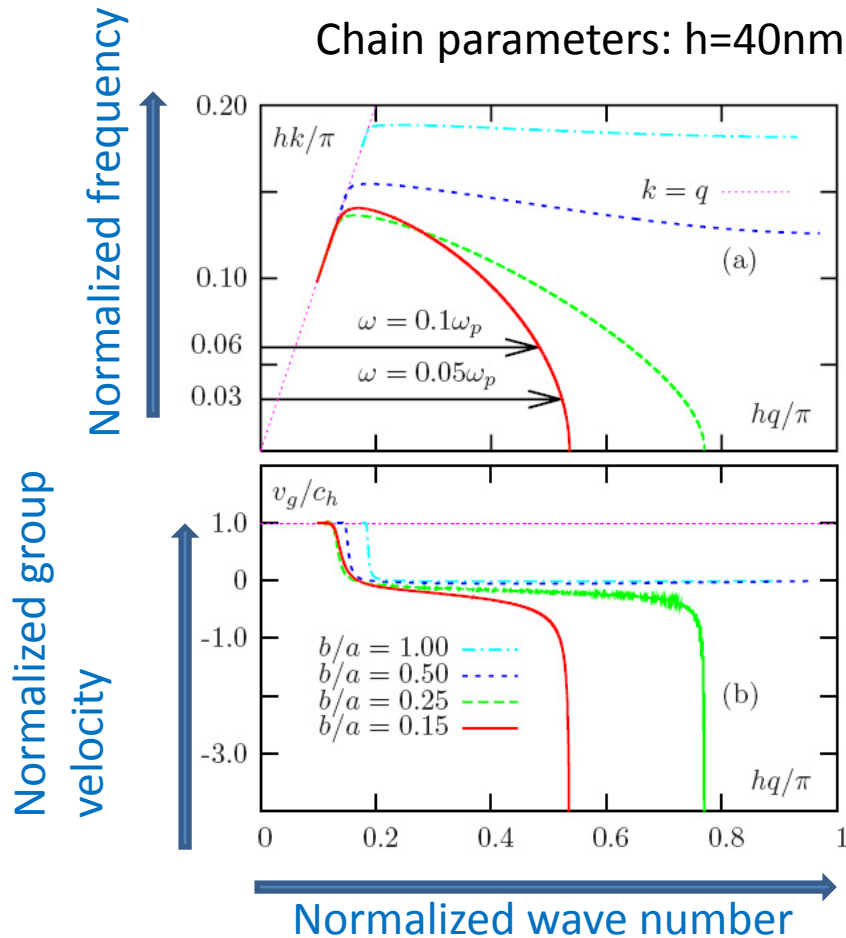 Chain parameters: h=40nm,
Normalized frequency
0.20
hk/π
k = q
(a)
0.10
ω = 0.1ω_p
0.06
ω = 0.05ω_p
0.03
hq/π
Normalized group
velocity
v_g/c_h
1.0
0
-1.0
b/a = 1.00
b/a = 0.50
b/a = 0.25
b/a = 0.15
(b)
-3.0
hq/π
0 0.2 0.4 0.6 0.8 1
Normalized wave number